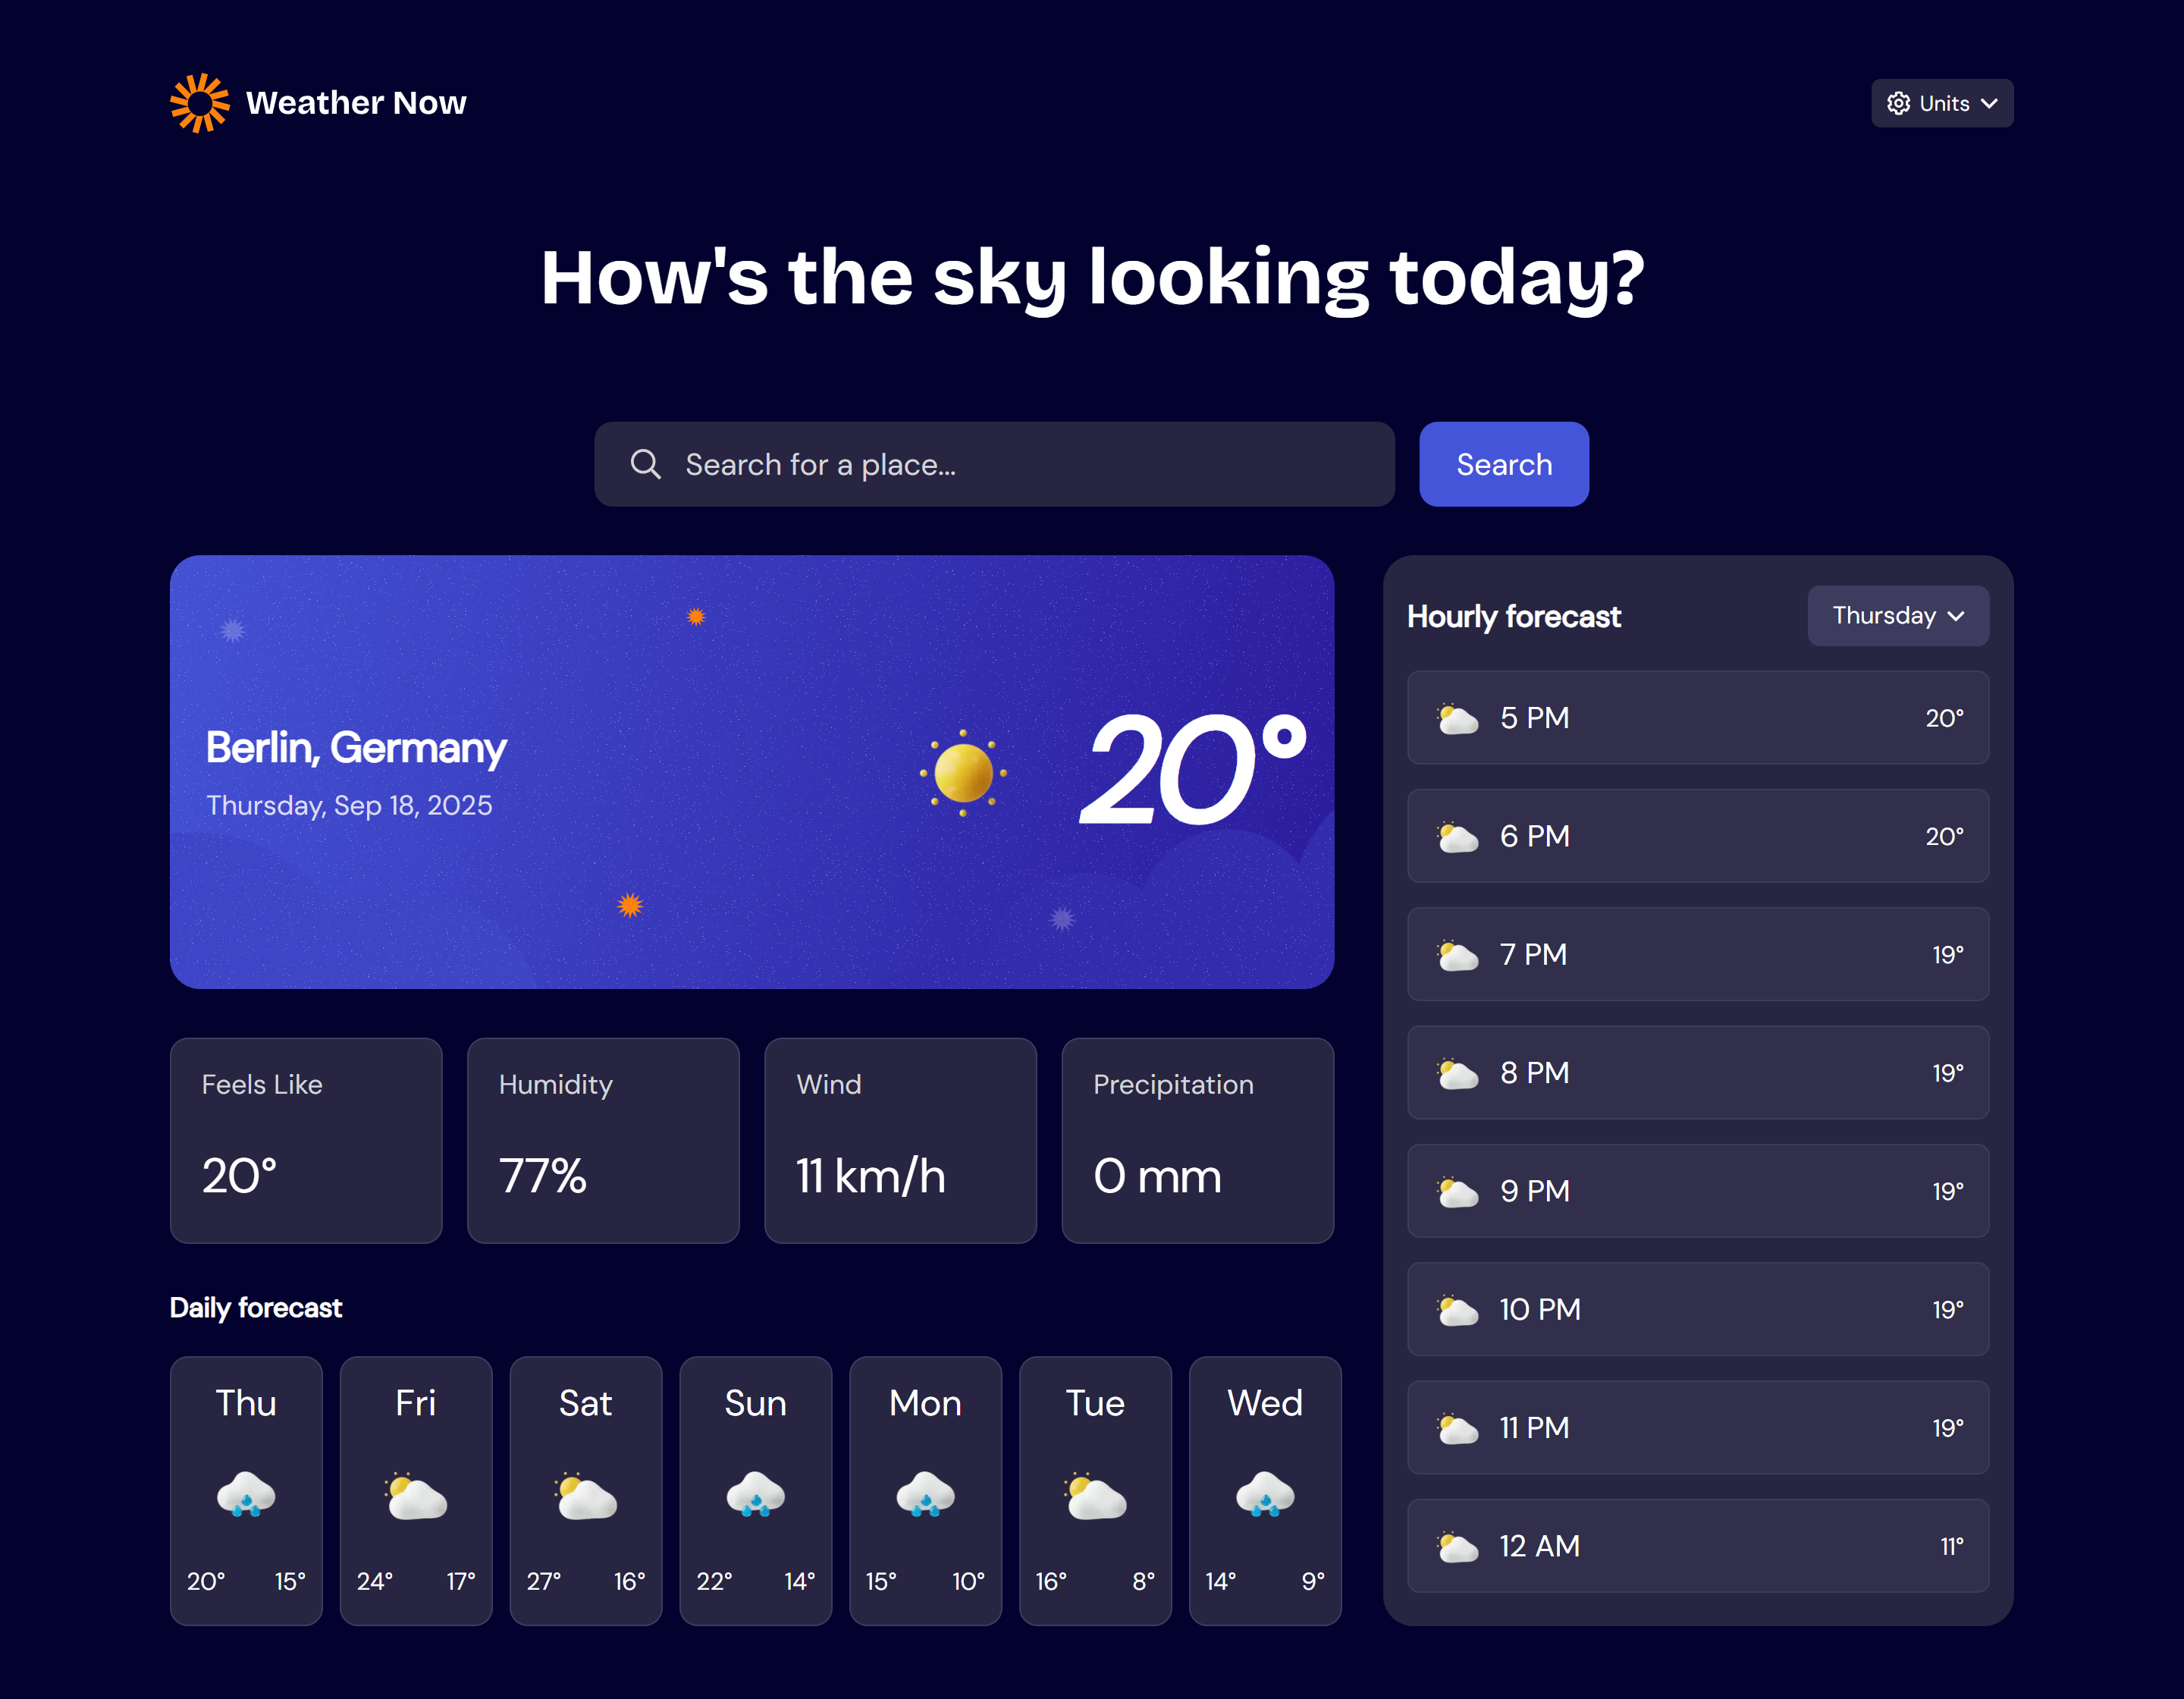 Weather Now
Units
How's the sky looking today?
Search for a place...
Search
Berlin, Germany
Thursday, Sep 18, 2025
20°
Feels Like
20°
Humidity
77%
Wind
11 km/h
Precipitation
0 mm
Daily forecast
Thu
20° 15°
Fri
24° 17°
Sat
27° 16°
Sun
22° 14°
Mon
15° 10°
Tue
16° 8°
Wed
14° 9°
Hourly forecast
Thursday
5 PM 20°
6 PM 20°
7 PM 19°
8 PM 19°
9 PM 19°
10 PM 19°
11 PM 19°
12 AM 11°